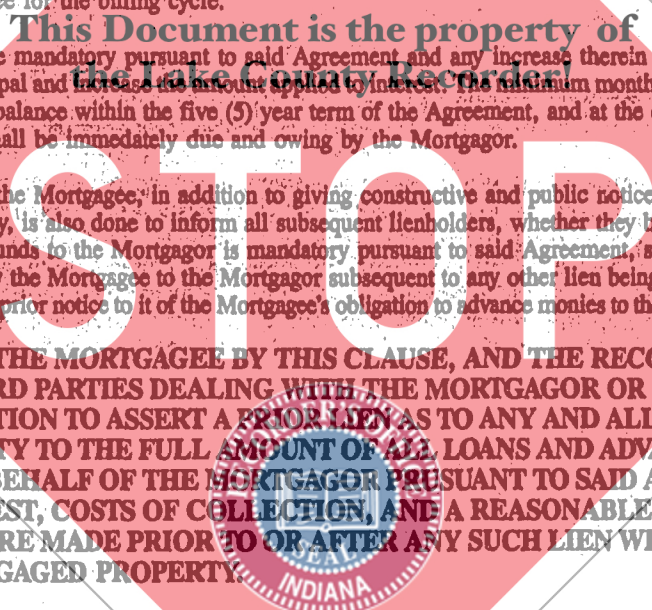 ce for the billing cycle.
This Document is the property of
e mandatory pursuant to said Agreement and any increase therein
the Lake County Recorder!
pal and increase the amount applied to interest. The minimum month
balance within the five (5) year term of the Agreement, and at the
all be immediately due and owing by the Mortgagor.
STOP
the Mortgagee, in addition to giving constructive and public notice
y, is also done to inform all subsequent lienholders, whether they b
unds to the Mortgagor is mandatory pursuant to said Agreement, s
the Mortgagee to the Mortgagor subsequent to any other lien being
prior notice to it of the Mortgagee's obligation to advance monies to th
THE MORTGAGEE BY THIS CLAUSE, AND THE RECO
RD PARTIES DEALING WITH THE MORTGAGOR OR
TION TO ASSERT A PRIOR LIEN AS TO ANY AND ALL
TY TO THE FULL AMOUNT OF ALL LOANS AND ADV
BEHALF OF THE MORTGAGOR PRUSUANT TO SAID A
EST, COSTS OF COLLECTION, AND A REASONABLE
RE MADE PRIOR TO OR AFTER ANY SUCH LIEN WH
GAGED PROPERTY.
SEAL
INDIANA